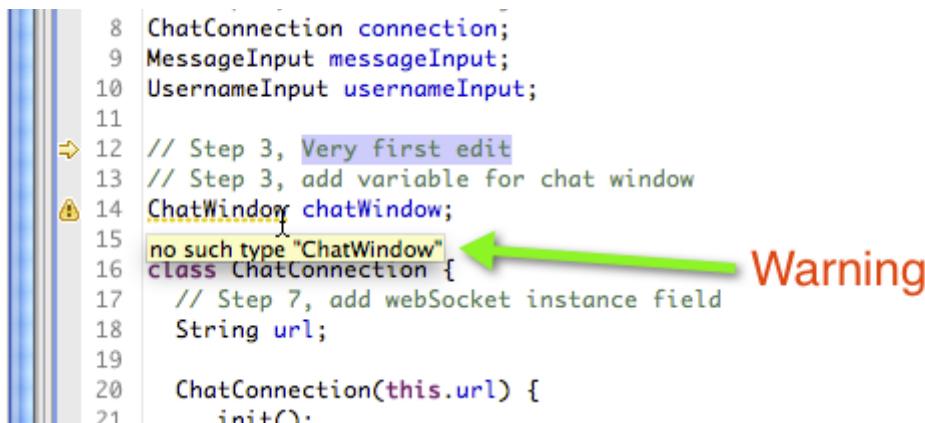 8 ChatConnection connection;
9 MessageInput messageInput;
10 UsernameInput usernameInput;
11
12 // Step 3, Very first edit
13 // Step 3, add variable for chat window
14 ChatWindow chatWindow;
15
no such type "ChatWindow"
Warning
16 class ChatConnection {
17 // Step 7, add webSocket instance field
18 String url;
19
20 ChatConnection(this.url) {
21 init();